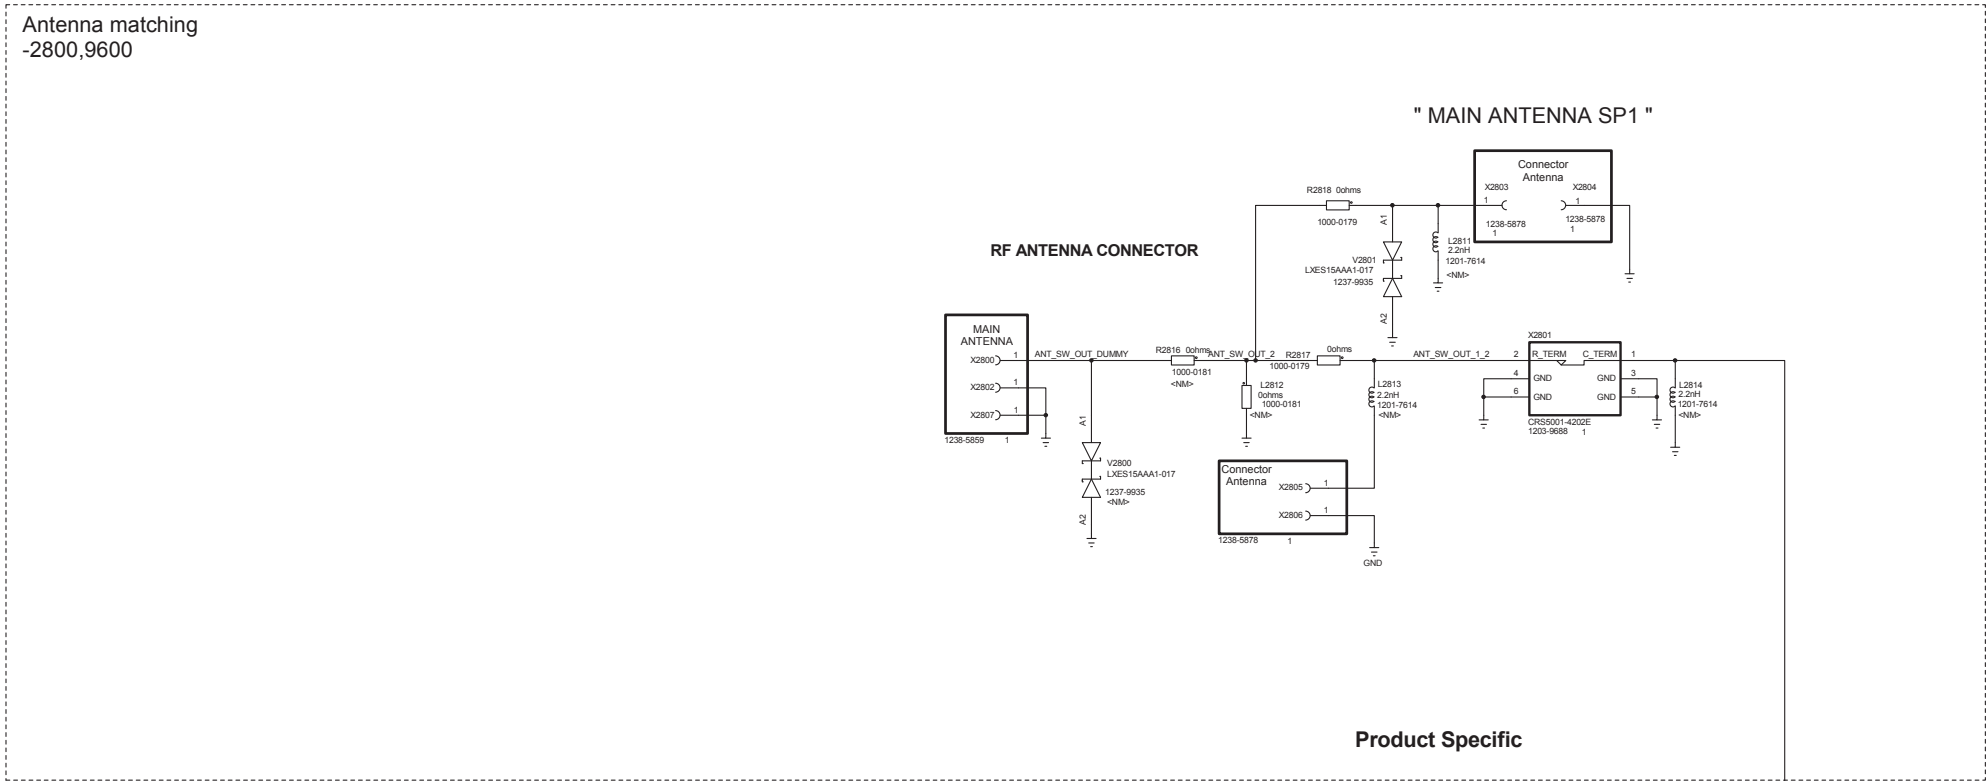 Antenna matching
-2800,9600
" MAIN ANTENNA SP1 "
Connector
Antenna
X2803
X2804
1
1
1238-5878
1
1238-5878
1
R2818 0ohms
1000-0179
A1
V2801
LXES15AAA1-017
1237-9935
A2
L2811
2.2nH
1201-7614
<NM>
RF ANTENNA CONNECTOR
MAIN
ANTENNA
X2800
1
X2802
1
X2807
1
1238-5859
1
ANT_SW_OUT_DUMMY
A1
V2800
LXES15AAA1-017
1237-9935
<NM>
A2
R2816 0ohms
1000-0181
<NM>
ANT_SW_OUT_2
L2812
0ohms
1000-0181
<NM>
R2817
0ohms
1000-0179
L2813
2.2nH
1201-7614
<NM>
ANT_SW_OUT_1_2
Connector
Antenna
X2805
1
X2806
1
1238-5878
1
GND
X2801
2
R_TERM
C_TERM
1
4
GND
GND
3
6
GND
GND
5
CRS5001-4202E
1203-9688
1
L2814
2.2nH
1201-7614
<NM>
Product Specific